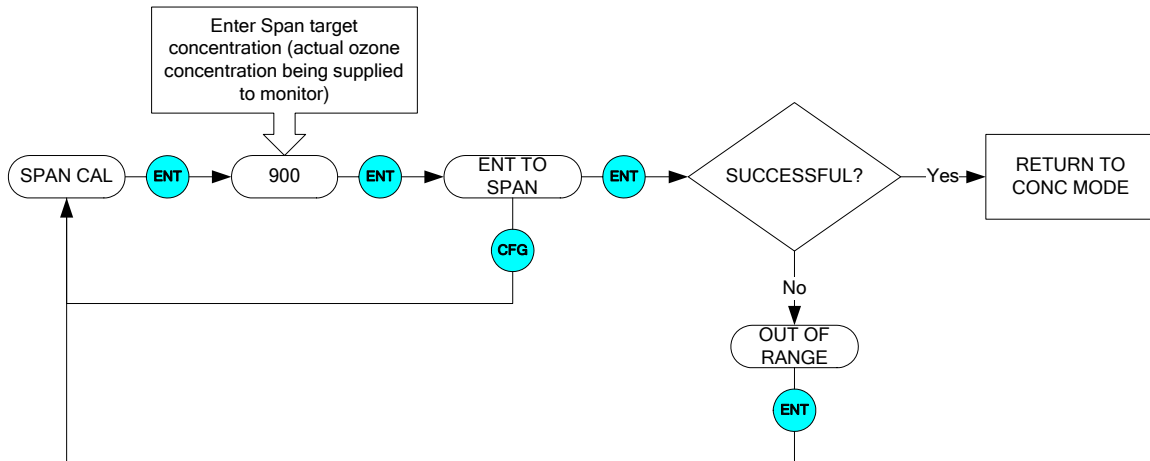 Enter Span target
concentration (actual ozone
concentration being supplied
to monitor)
SPAN CAL
ENT
900
ENT
ENT TO
SPAN
ENT
SUCCESSFUL?
Yes
RETURN TO
CONC MODE
CFG
No
OUT OF
RANGE
ENT